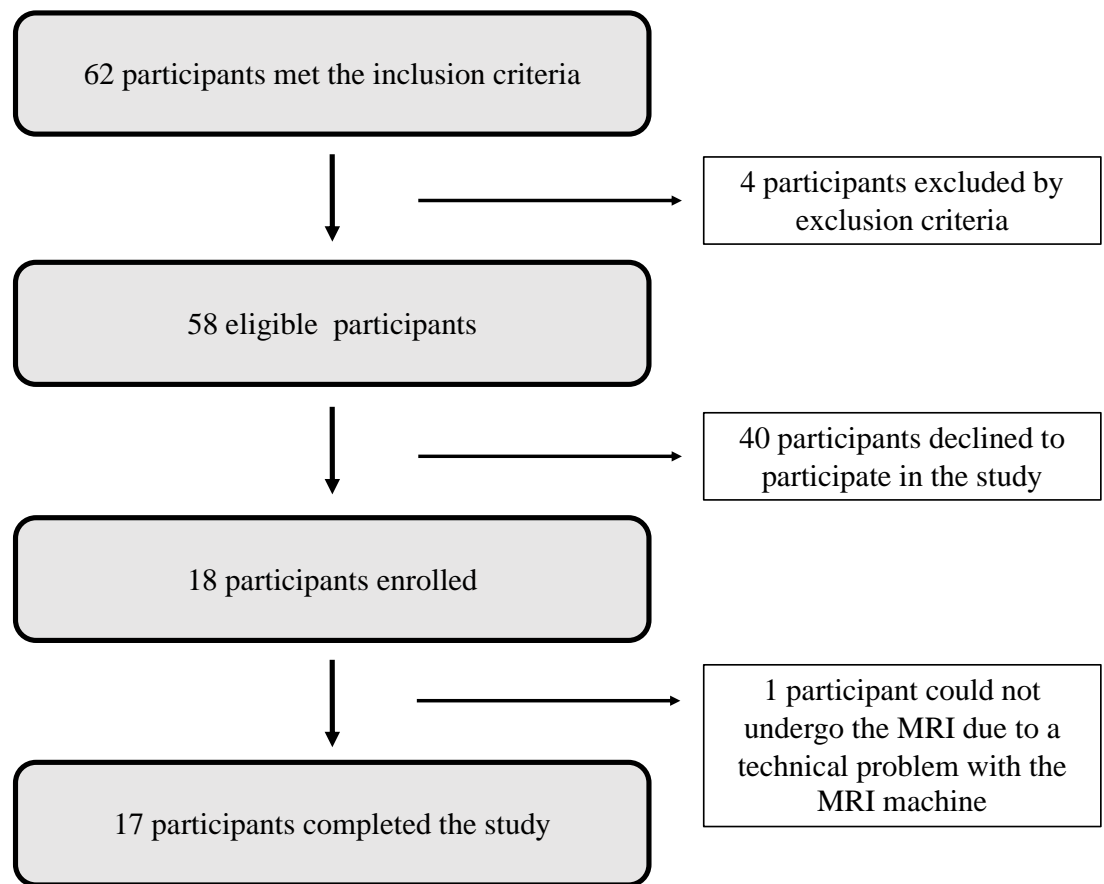 62 participants met the inclusion criteria
4 participants excluded by
exclusion criteria
58 eligible  participants
40 participants declined to
participate in the study
18 participants enrolled
1 participant could not
undergo the MRI due to a
technical problem with the
MRI machine
17 participants completed the study